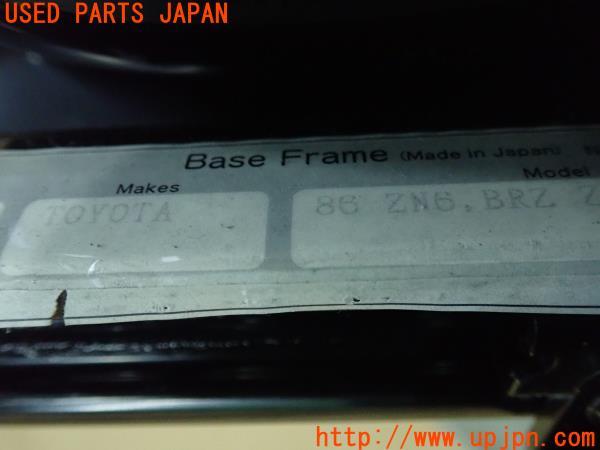 USED PARTS JAPAN
Base Frame (Made in Japan)
Makes
Model
TOYOTA
86 ZN6,BRZ
http://www.upjpn.com